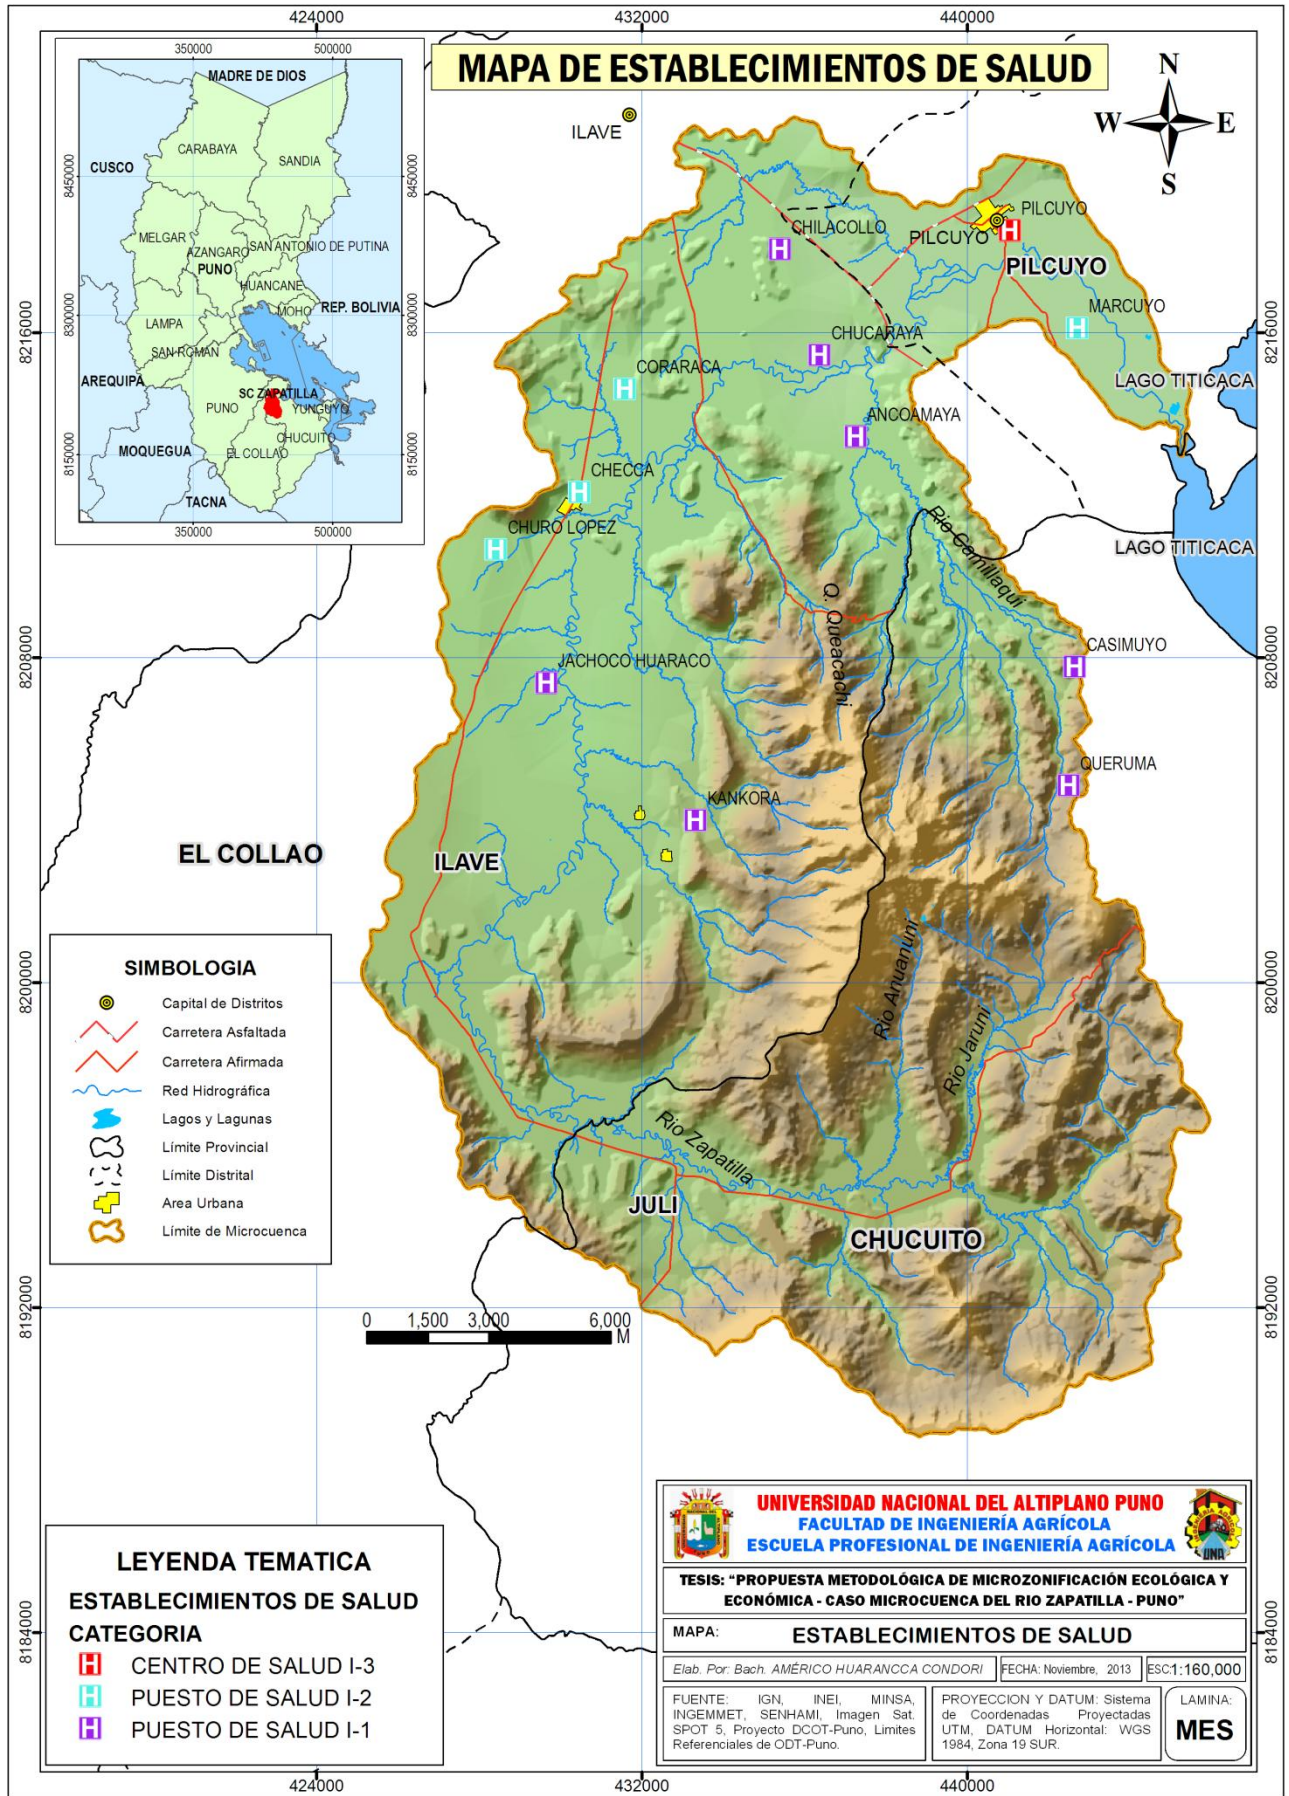 424000
432000
440000
MAPA DE ESTABLECIMIENTOS DE SALUD
350000
500000
MADRE DE DIOS
CARABAYA
SANDIA
CUSCO
8450000
8450000
MELGAR
AZANGARO
SAN ANTONIO DE PUTINA
PUNO
HUANCANE
MOHO
REP. BOLIVIA
8300000
8300000
LAMPA
SAN ROMAN
AREQUIPA
SC ZAPATILLA
PUNO
YUNGUYO
CHUCUITO
MOQUEGUA
EL COLLAO
8150000
8150000
TACNA
350000
500000
N
W
E
S
ILAVE
H
CHILACOLLO
PILCUYO
PILCUYO
H
PILCUYO
MARCUYO
H
8216000
8216000
CHUCARAYA
H
CORARACA
H
LAGO TITICACA
ANCOAMAYA
H
CHECCA
H
CHURO LOPEZ
H
Rio Camillaqui
LAGO TITICACA
Q. Queacachi
CASIMUYO
H
8208000
8208000
JACHOCO HUARACO
H
QUERUMA
H
KANKORA
H
EL COLLAO
ILAVE
8200000
8200000
Rio Anuanuni
Rio Jaruni
Rio Zapatilla
JULI
CHUCUITO
SIMBOLOGIA
Capital de Distritos
Carretera Asfaltada
Carretera Afirmada
Red Hidrográfica
Lagos y Lagunas
Límite Provincial
Límite Distrital
Area Urbana
Límite de Microcuenca
8192000
8192000
0 1,500 3,000 6,000
M
LEYENDA TEMATICA
ESTABLECIMIENTOS DE SALUD
CATEGORIA
H CENTRO DE SALUD I-3
H PUESTO DE SALUD I-2
H PUESTO DE SALUD I-1
8184000
8184000
UNIVERSIDAD NACIONAL DEL ALTIPLANO PUNO
FACULTAD DE INGENIERÍA AGRÍCOLA
ESCUELA PROFESIONAL DE INGENIERÍA AGRÍCOLA
UNA
TESIS: "PROPUESTA METODOLÓGICA DE MICROZONIFICACIÓN ECOLÓGICA Y
ECONÓMICA - CASO MICROCUENCA DEL RIO ZAPATILLA - PUNO"
MAPA: ESTABLECIMIENTOS DE SALUD
Elab. Por: Bach. AMÉRICO HUARANCCA CONDORI
FECHA: Noviembre, 2013
ESC:1:160,000
FUENTE: IGN, INEI, MINSA,
INGEMMET, SENHAMI, Imagen Sat.
SPOT 5, Proyecto DCOT-Puno, Limites
Referenciales de ODT-Puno.
PROYECCION Y DATUM: Sistema
de Coordenadas Proyectadas
UTM, DATUM Horizontal: WGS
1984, Zona 19 SUR.
LAMINA:
MES
424000
432000
440000